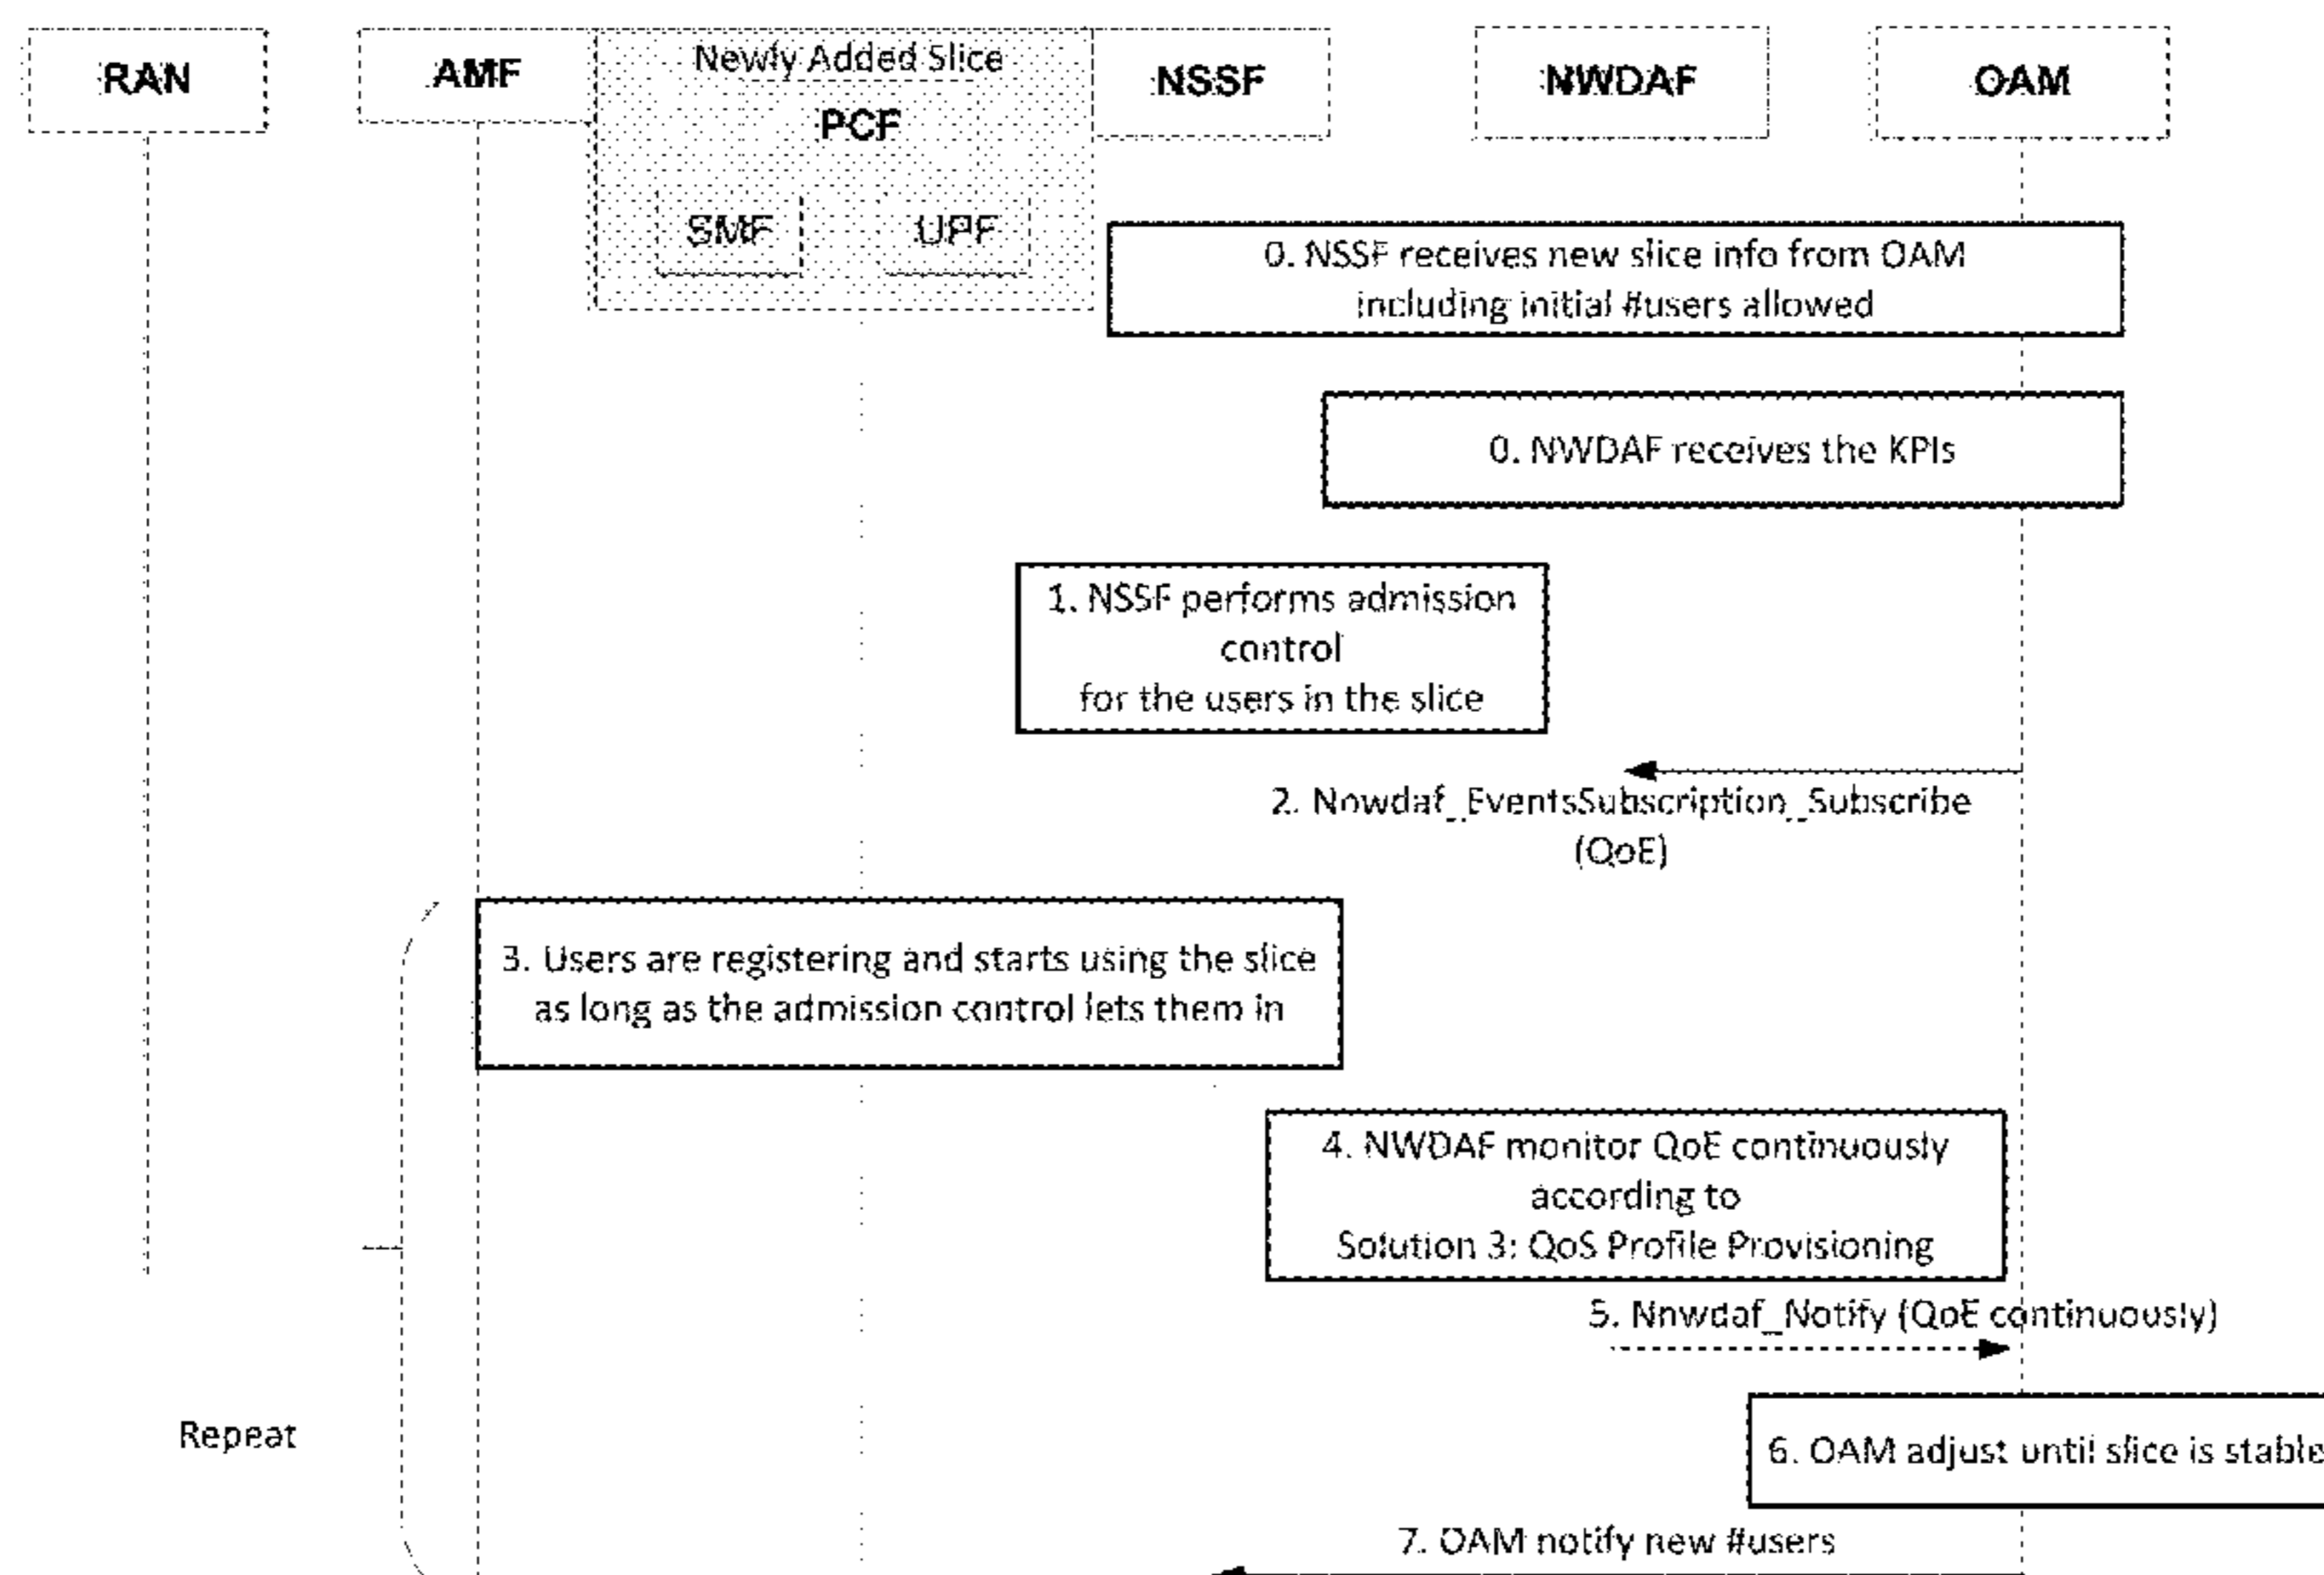 RAN
AMF
Newly Added Slice
PCF
SMF
UPF
NSSF
NWDAF
OAM
0. NSSF receives new slice info from OAM
including initial #users allowed
0. NWDAF receives the KPIs
1. NSSF performs admission
control
for the users in the slice
2. Nnwdaf_EventsSubscription_Subscribe
(QoE)
3. Users are registering and starts using the slice
as long as the admission control lets them in
4. NWDAF monitor QoE continuously
according to
Solution 3: QoS Profile Provisioning
5. Nnwdaf_Notify (QoE continuously)
Repeat
6. OAM adjust until slice is stable
7. OAM notify new #users